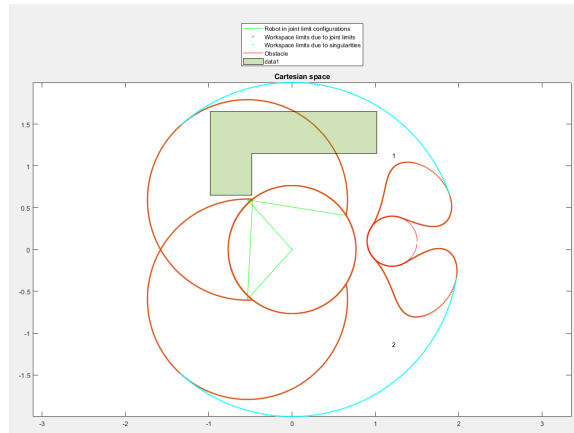 Robot in joint limit configurations
Workspace limits due to joint limits
Workspace limits due to singularities
Obstacle
data1
Cartesian space
1.5
1
1
0.5
0
-0.5
-1
2
-1.5
-3
-2
-1
0
1
2
3